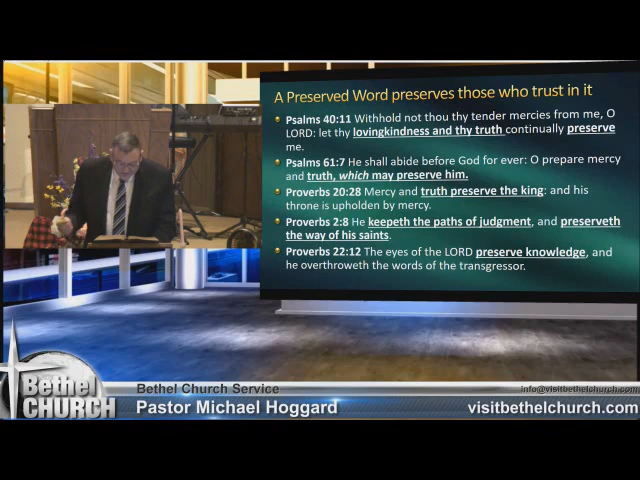 A Preserved Word preserves those who trust in it
Psalms 40:11 Withhold not thou thy tender mercies from me, O
LORD: let thy lovingkindness and thy truth continually preserve
me.
Psalms 61:7 He shall abide before God for ever: O prepare mercy
and truth, which may preserve him.
Proverbs 20:28 Mercy and truth preserve the king: and his
throne is upholden by mercy.
Proverbs 2:8 He keepeth the paths of judgment, and preserveth
the way of his saints.
Proverbs 22:12 The eyes of the LORD preserve knowledge, and
he overthroweth the words of the transgressor.
Bethel
CHURCH
Bethel Church Service
info@visitbethelchurch.com
Pastor Michael Hoggard
visitbethelchurch.com